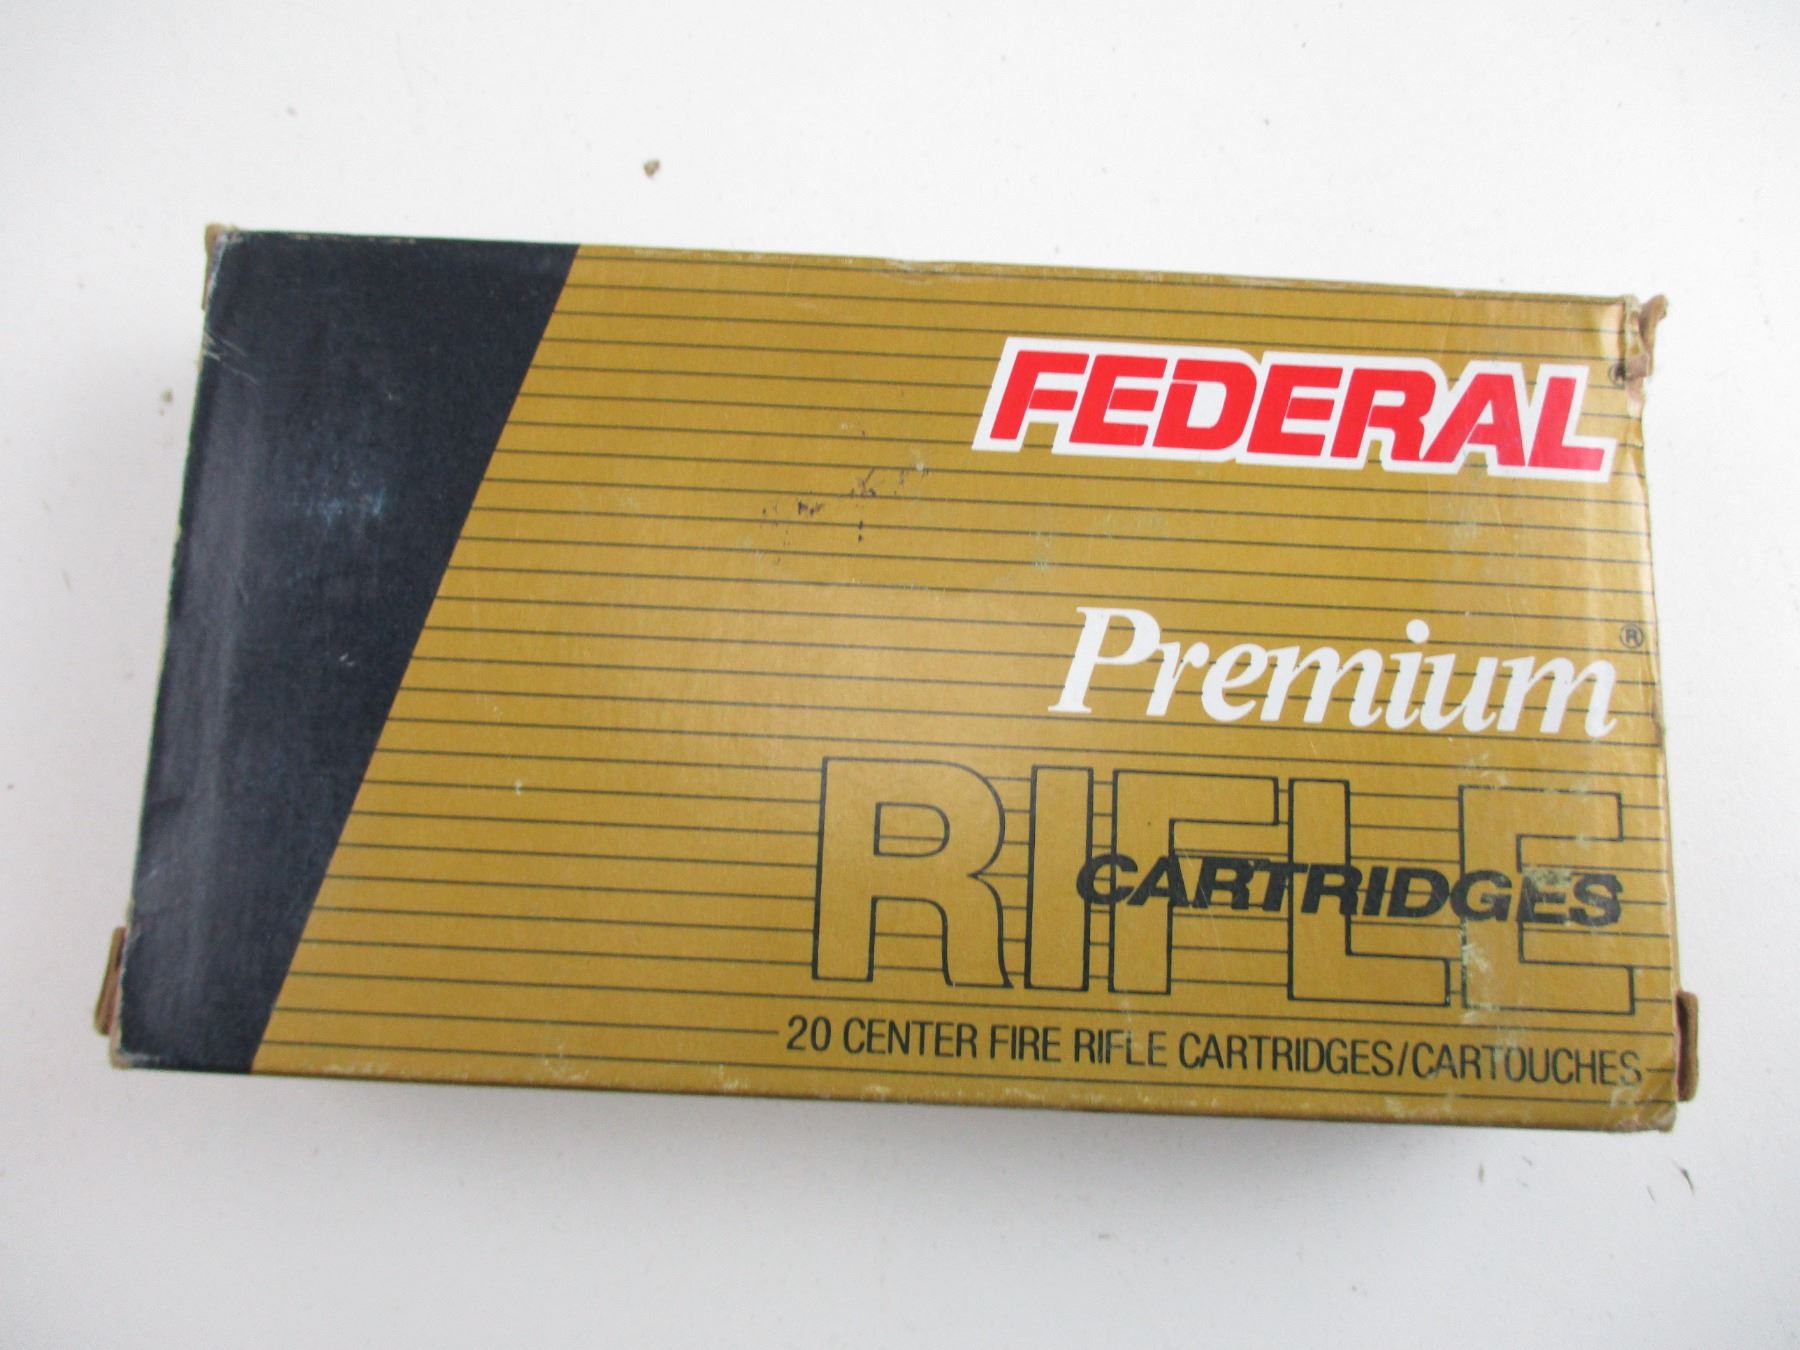 FEDERAL®
Premium®
RIFLE
CARTRIDGES
20 CENTER FIRE RIFLE CARTRIDGES/CARTOUCHES